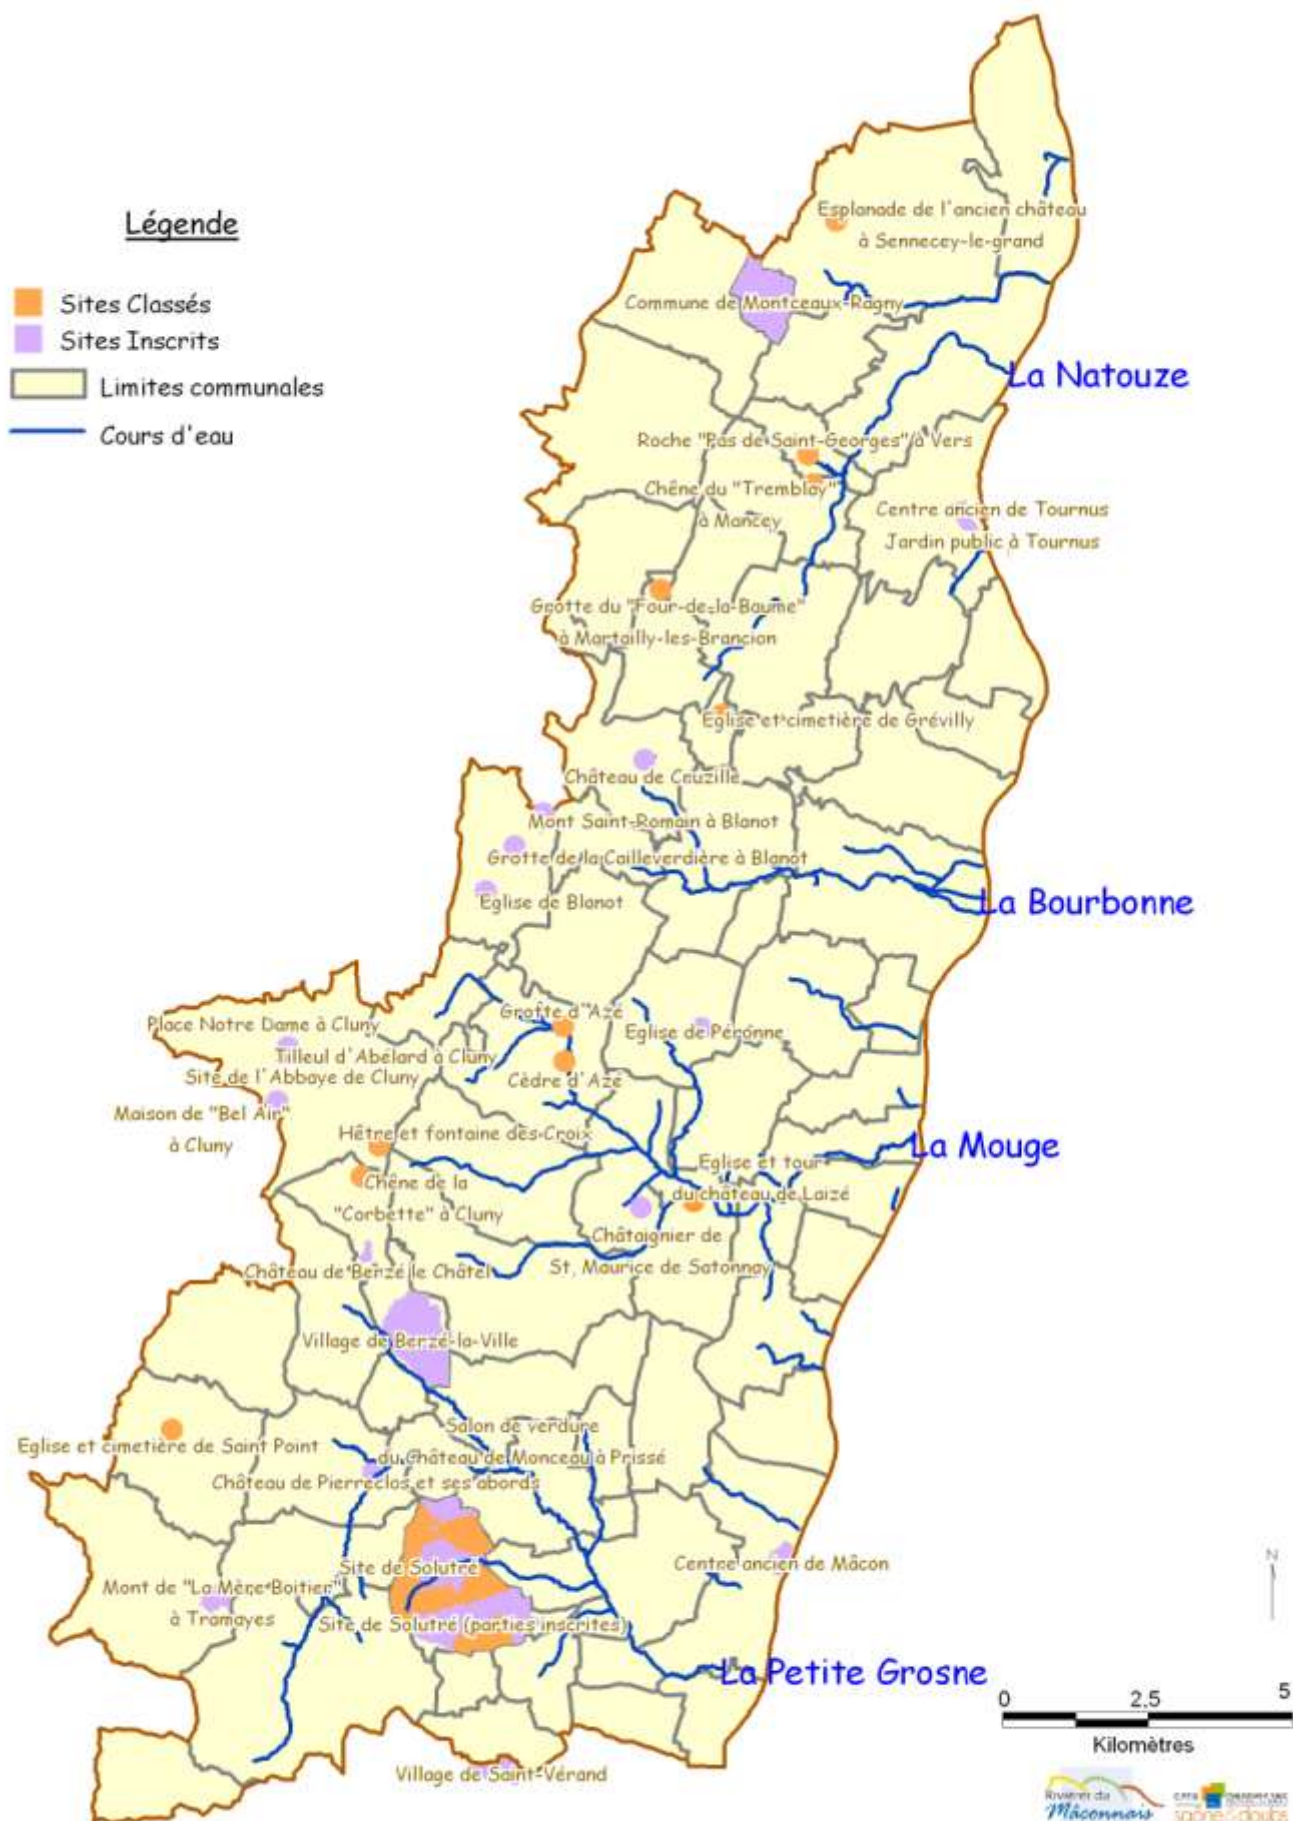 Légende
Sites Classés
Sites Inscrits
Limites communales
Cours d'eau
Esplanade de l'ancien château
à Sennecey-le-grand
Commune de Montceaux-Ragny
La Natouze
Roche "Pas de Saint-Georges" à Vers
Chêne du "Tremblay"
à Mancey
Centre ancien de Tournus
Jardin public à Tournus
Grotte du "Four-de-la-Baume"
à Martailly-les-Brancion
Eglise et cimetière de Grévilly
Château de Cruzille
Mont Saint-Romain à Blanot
Grotte de la Cailleverdière à Blanot
Eglise de Blanot
La Bourbonne
Grotte d'Azé
Place Notre Dame à Cluny
Eglise de Péronne
Tilleul d'Abélard à Cluny
Site de l'Abbaye de Cluny
Cèdre d'Azé
Maison de "Bel Air"
à Cluny
Hêtre et fontaine des Croix
La Mouge
Eglise et tour
du château de Laizé
Chêne de la
"Corbette" à Cluny
Châtaignier de
St, Maurice de Satonnay
Château de Berzé le Châtel
Village de Berzé-la-Ville
Salon de verdure
du Château de Monceau à Prissé
Eglise et cimetière de Saint Point
Château de Pierreclos et ses abords
Site de Solutré
Centre ancien de Mâcon
Mont de "La Mère Boitier"
à Tramayes
Site de Solutré (parties inscrites)
La Petite Grosne
Village de Saint-Vérand
N
0 2,5 5
Kilomètres
Rivières du
Mâconnais
saône & doubs